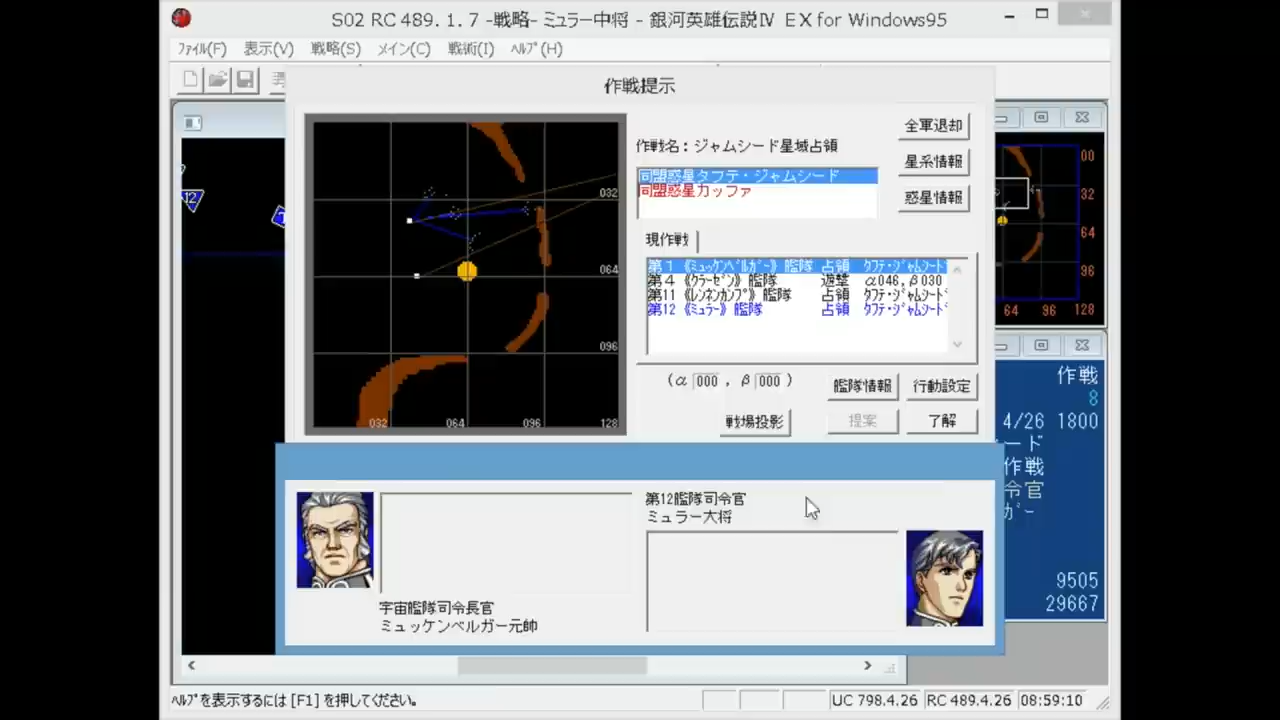 S02 RC 489. 1. 7 -戦略- ミュラー中将 - 銀河英雄伝説Ⅳ EX for Windows95
ﾌｧｲﾙ(F) 表示(V) 戦略(S) メイン(C) 戦術(I) ﾍﾙﾌﾟ(H)
作戦提示
作戦名：ジャムシード星域占領
同盟惑星タフテ・ジャムシード
同盟惑星カッファ
全軍退却
星系情報
惑星情報
現作戦
第１《ﾐｭｯｹﾝﾍﾞﾙｶﾞｰ》艦隊 占領 ﾀﾌﾃ･ｼﾞｬﾑｼｰﾄﾞ
第４《ｸﾗｰｾﾞﾝ》艦隊 遊撃 α046,β030
第11《ﾚﾝﾈﾝｶﾝﾌﾟ》艦隊 占領 ﾀﾌﾃ･ｼﾞｬﾑｼｰﾄﾞ
第12《ﾐｭﾗｰ》艦隊 占領 ﾀﾌﾃ･ｼﾞｬﾑｼｰﾄﾞ
(α 000 , β 000 )
艦隊情報 行動設定
戦場投影 提案 了解
032
064
096
032 064 096 128
12
00
32
64
96
64 96 128
作戦
8
4/26 1800
ード
作戦
令官
ｶﾞｰ
9505
29667
第12艦隊司令官
ミュラー大将
宇宙艦隊司令長官
ミュッケンベルガー元帥
ﾍﾙﾌﾟを表示するには [F1] を押してください。
UC 798.4.26 RC 489.4.26 08:59:10